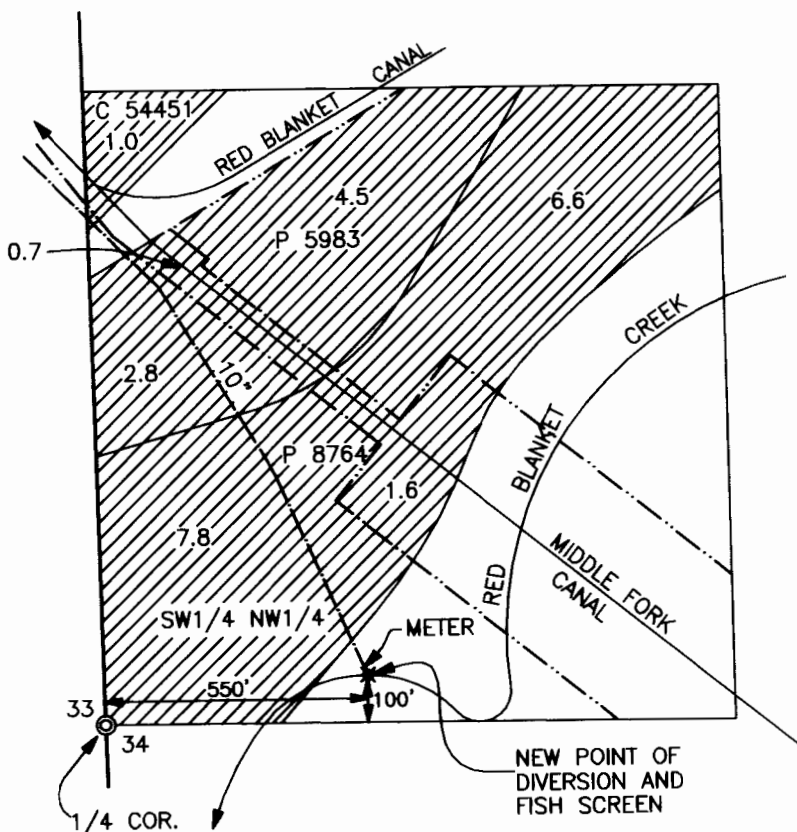 CANAL
RED BLANKET
C 54451
1.0
4.5
6.6
P 5983
0.7
CREEK
2.8
10"
BLANKET
P 8764
1.6
RED
7.8
MIDDLE FORK
CANAL
SW1/4 NW1/4
METER
550'
100'
33
34
NEW POINT OF
DIVERSION AND
FISH SCREEN
1/4 COR.